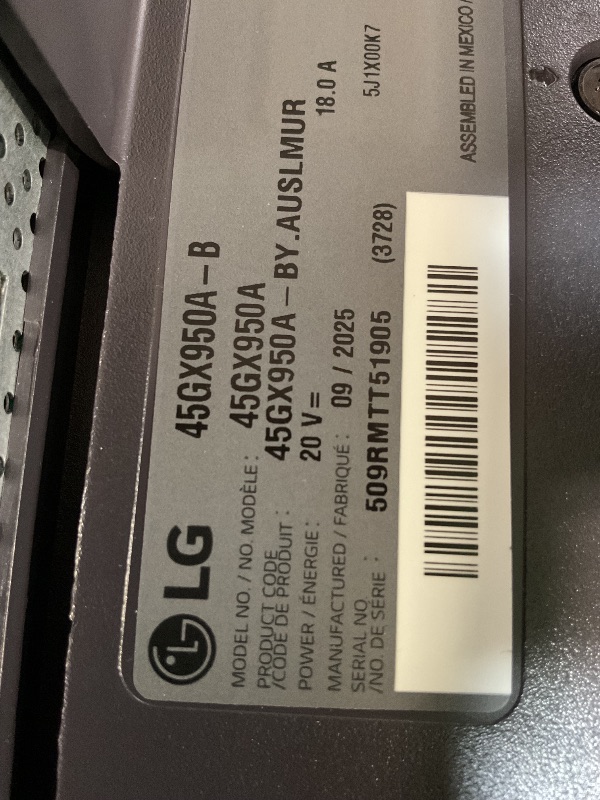 LG
45GX950A-B
MODEL NO. / NO. MODÈLE : 45GX950A
PRODUCT CODE /CODE DE PRODUIT : 45GX950A-BY.AUSLMUR
POWER / ÉNERGIE : 20 V= 18.0 A
MANUFACTURED / FABRIQUÉ : 09 / 2025
SERIAL NO. /NO. DE SÉRIE : 509RMTT51905 (3728)
5J1X00K7
ASSEMBLED IN MEXICO /